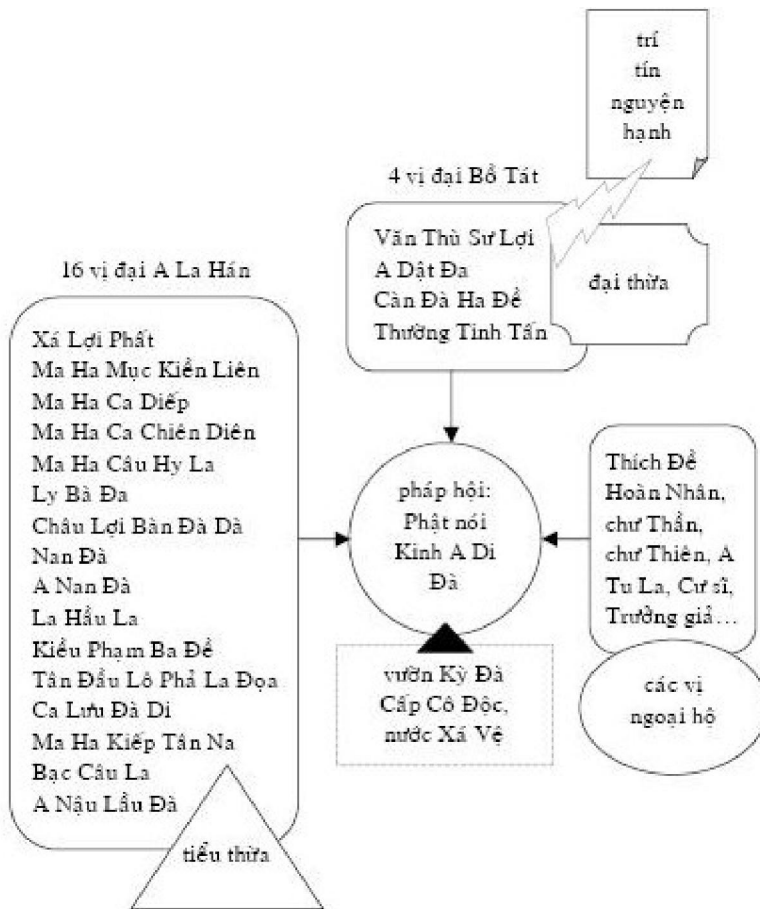 trí
tín
nguyện
hạnh
4 vị đại Bồ Tát
Văn Thù Sư Lợi
A Dật Đa
Càn Đà Ha Đề
Thường Tinh Tấn
đại thừa
16 vị đại A La Hán
Xá Lợi Phất
Ma Ha Mục Kiền Liên
Ma Ha Ca Diếp
Ma Ha Ca Chiên Diên
Ma Ha Câu Hy La
Ly Bà Đa
Châu Lợi Bàn Đà Dà
Nan Đà
A Nan Đà
La Hầu La
Kiều Phạm Ba Đề
Tân Đầu Lô Phả La Đọa
Ca Lưu Đà Di
Ma Ha Kiếp Tân Na
Bạc Câu La
A Nậu Lầu Đà
tiểu thừa
pháp hội:
Phật nói
Kinh A Di
Đà
vườn Kỳ Đà
Cấp Cô Độc,
nước Xá Vệ
Thích Đề
Hoàn Nhân,
chư Thần,
chư Thiên, A
Tu La, Cư sĩ,
Trưởng giả...
các vị
ngoại hộ